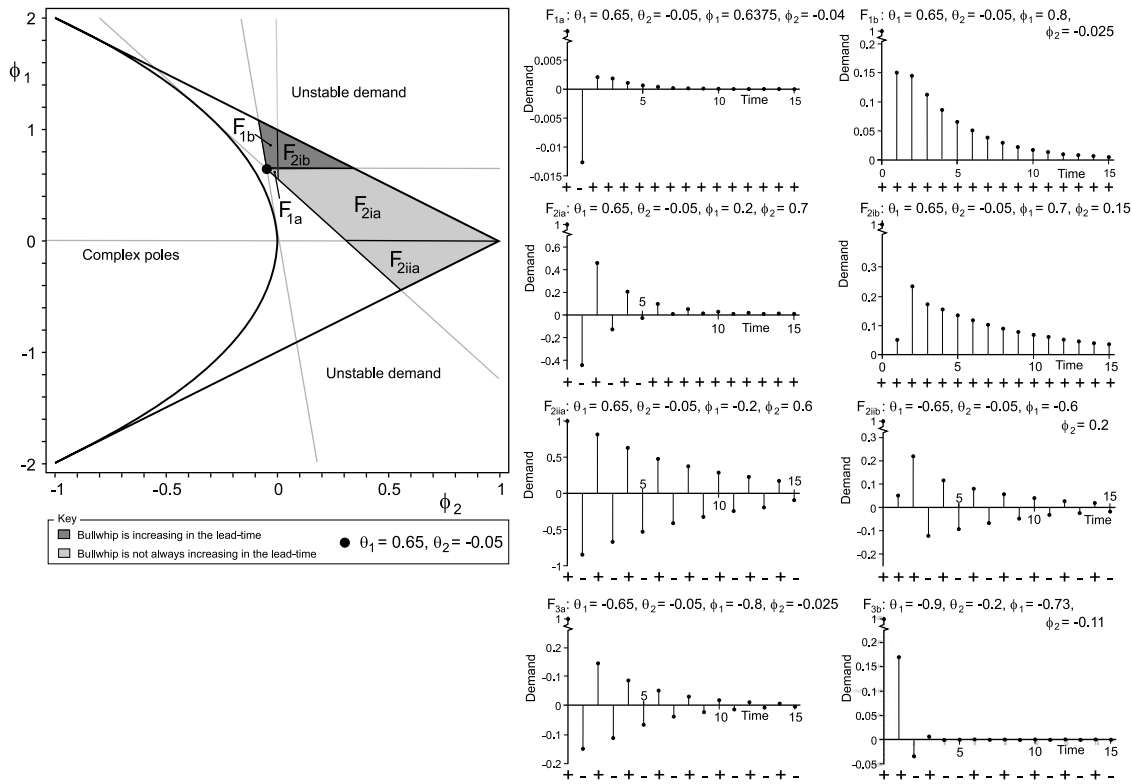 ϕ1
2
1
0
-1
-2
-1
-0.5
0
0.5
1
ϕ2
Unstable demand
F1b
F2ib
F2ia
F1a
F2iia
Complex poles
Unstable demand
Key
Bullwhip is increasing in the lead-time
Bullwhip is not always increasing in the lead-time
θ1 = 0.65, θ2 = -0.05
F1a: θ1 = 0.65, θ2 = -0.05, ϕ1 = 0.6375, ϕ2 = -0.04
Demand
1
0.005
0
-0.005
-0.01
-0.015
5
10
15
Time
+ - + + + + + + + + + + + + + +
F1b: θ1 = 0.65, θ2 = -0.05, ϕ1 = 0.8,
ϕ2 = -0.025
Demand
1
0.2
0.15
0.1
0.05
0
5
10
15
Time
+ + + + + + + + + + + + + + + +
F2ia: θ1 = 0.65, θ2 = -0.05, ϕ1 = 0.2, ϕ2 = 0.7
Demand
1
0.6
0.4
0.2
0
-0.2
-0.4
5
10
15
Time
+ - + - + - + + + + + + + + + +
F2ib: θ1 = 0.65, θ2 = -0.05, ϕ1 = 0.7, ϕ2 = 0.15
Demand
1
0.3
0.2
0.1
0
5
10
15
Time
+ + + + + + + + + + + + + + + +
F2iia: θ1 = 0.65, θ2 = -0.05, ϕ1 = -0.2, ϕ2 = 0.6
Demand
1
0.5
0
-0.5
-1
5
10
15
Time
+ - + - + - + - + - + - + - + -
F2iib: θ1 = -0.65, θ2 = -0.05, ϕ1 = -0.6
ϕ2 = 0.2
Demand
1
0.3
0.2
0.1
0
-0.1
-0.2
5
10
15
Time
+ + + - + - + - + - + - + - + -
F3a: θ1 = -0.65, θ2 = -0.05, ϕ1 = -0.8, ϕ2 = -0.025
Demand
1
0.2
0.1
0
-0.1
-0.2
5
10
15
Time
+ - + - + - + - + - + - + - + -
F3b: θ1 = -0.9, θ2 = -0.2, ϕ1 = -0.73,
ϕ2 = -0.11
Demand
1
0.2
0.15
0.1
0.05
0
-0.05
5
10
15
Time
+ + - + - + - + - + - + - + - +